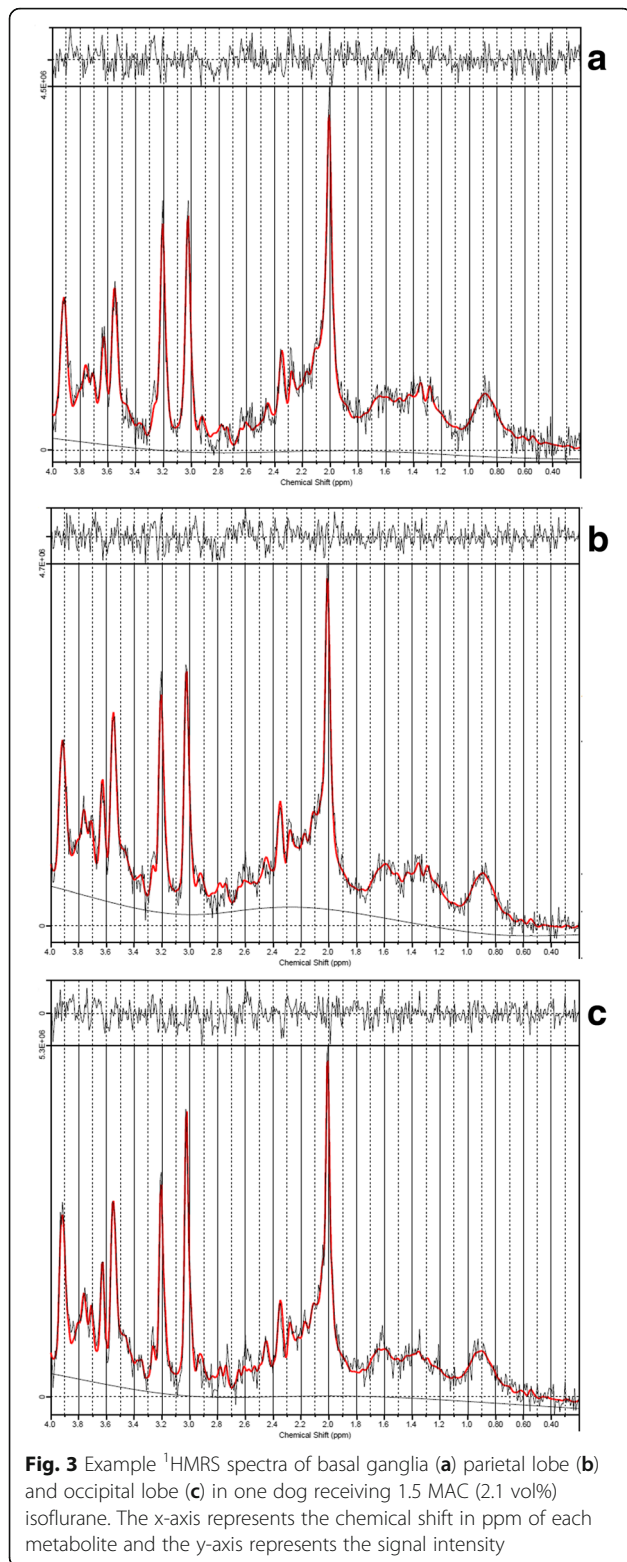 a
4.5E+06
0
4.0 3.8 3.6 3.4 3.2 3.0 2.8 2.6 2.4 2.2 2.0 1.8 1.6 1.4 1.2 1.0 0.80 0.60 0.40
Chemical Shift (ppm)
b
4.7E+06
0
4.0 3.8 3.6 3.4 3.2 3.0 2.8 2.6 2.4 2.2 2.0 1.8 1.6 1.4 1.2 1.0 0.80 0.60 0.40
Chemical Shift (ppm)
c
0
5.3E+06
0
4.0 3.8 3.6 3.4 3.2 3.0 2.8 2.6 2.4 2.2 2.0 1.8 1.6 1.4 1.2 1.0 0.80 0.60 0.40
Chemical Shift (ppm)
Fig. 3 Example ¹HMRS spectra of basal ganglia (a) parietal lobe (b)
and occipital lobe (c) in one dog receiving 1.5 MAC (2.1 vol%)
isoflurane. The x-axis represents the chemical shift in ppm of each
metabolite and the y-axis represents the signal intensity